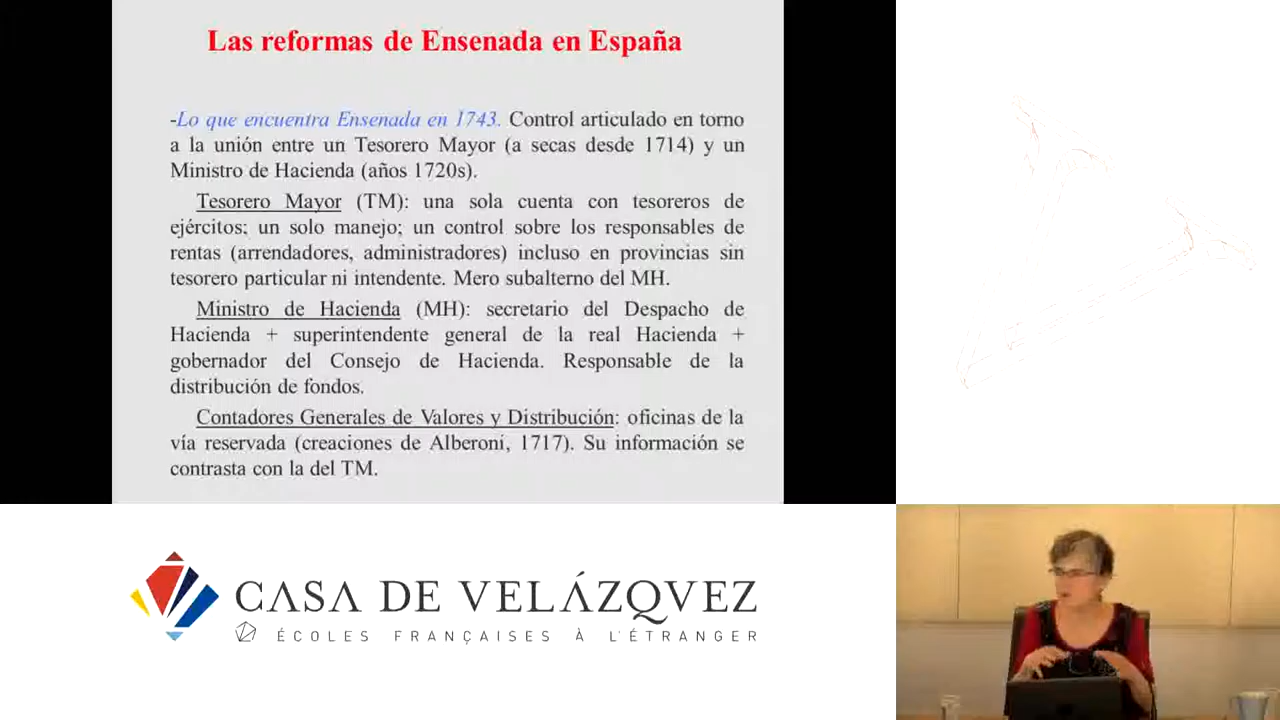 Las reformas de Ensenada en España
-Lo que encuentra Ensenada en 1743. Control articulado en torno
a la unión entre un Tesorero Mayor (a secas desde 1714) y un
Ministro de Hacienda (años 1720s).
Tesorero Mayor (TM): una sola cuenta con tesoreros de
ejércitos; un solo manejo; un control sobre los responsables de
rentas (arrendadores, administradores) incluso en provincias sin
tesorero particular ni intendente. Mero subalterno del MH.
Ministro de Hacienda (MH): secretario del Despacho de
Hacienda + superintendente general de la real Hacienda +
gobernador del Consejo de Hacienda. Responsable de la
distribución de fondos.
Contadores Generales de Valores y Distribución: oficinas de la
vía reservada (creaciones de Alberoni, 1717). Su información se
contrasta con la del TM.
CASA DE VELÁZQVEZ
ÉCOLES FRANÇAISES À L'ÉTRANGER